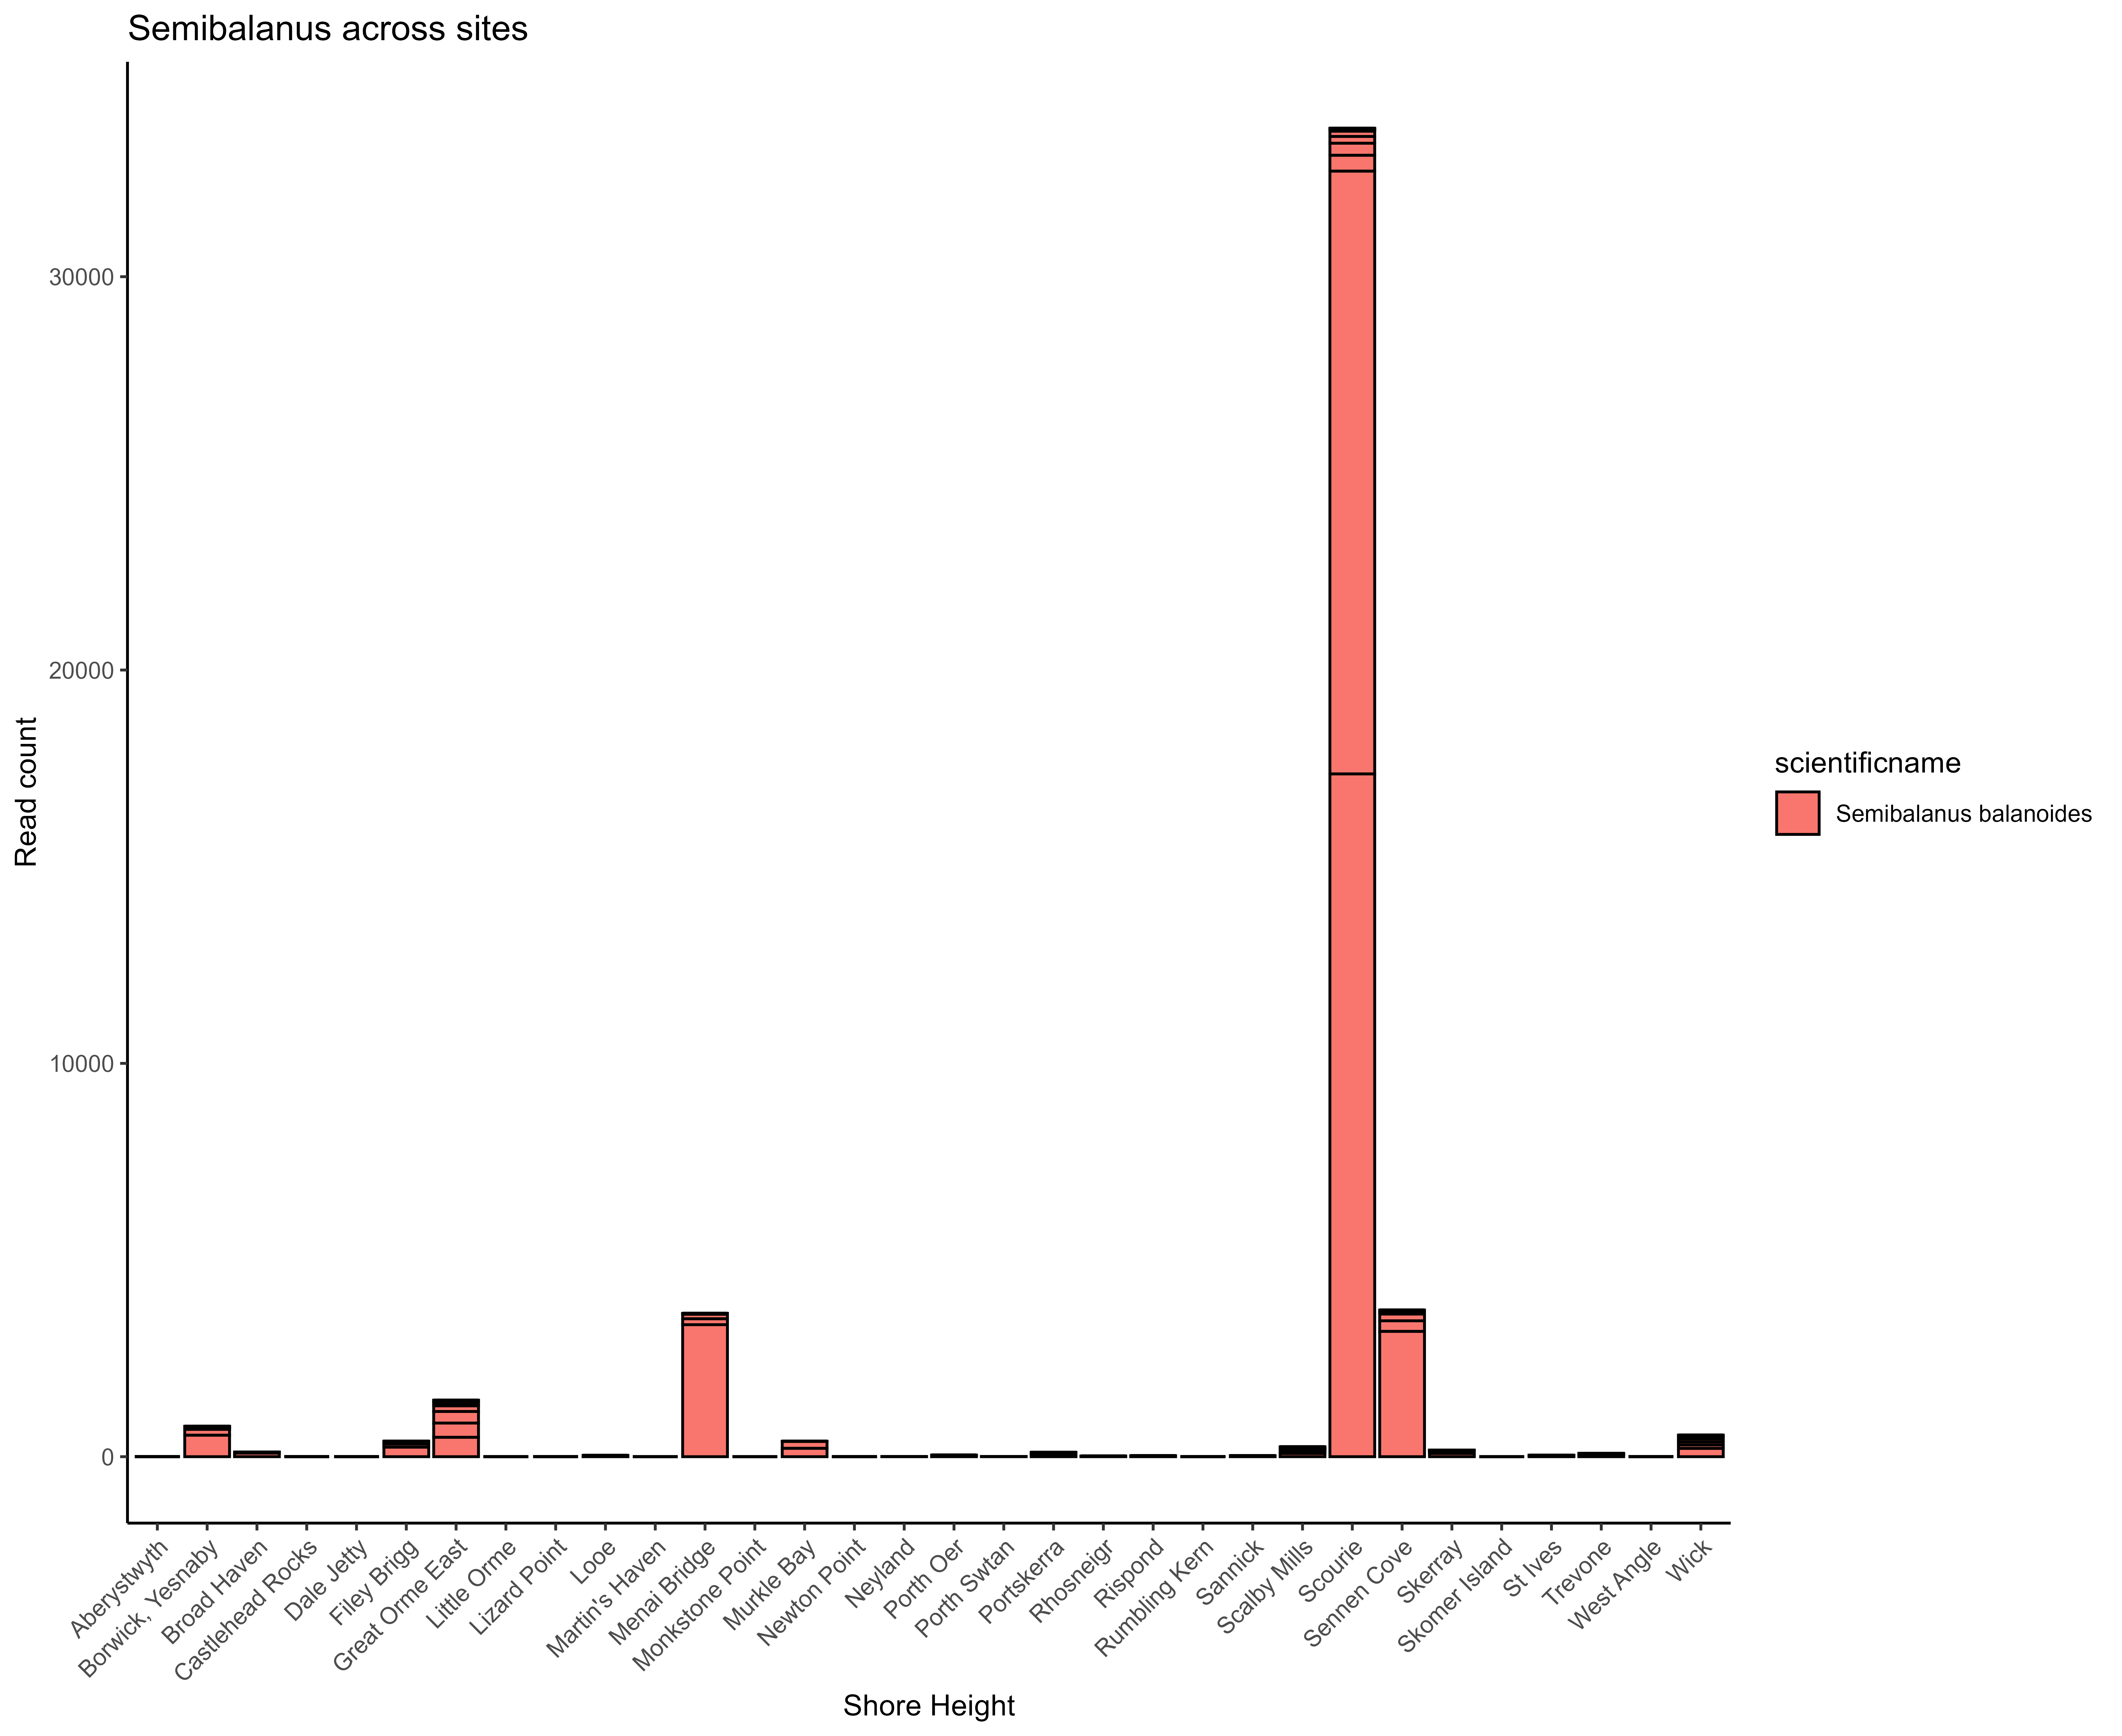 Semibalanus across sites
Read count
30000
20000
10000
0
Aberystwyth
Borwick, Yesnaby
Broad Haven
Castlehead Rocks
Dale Jetty
Filey Brigg
Great Orme East
Little Orme
Lizard Point
Looe
Martin's Haven
Menai Bridge
Monkstone Point
Murkle Bay
Newton Point
Neyland
Porth Oer
Porth Swtan
Portskerra
Rhosneigr
Rispond
Rumbling Kern
Sannick
Scalby Mills
Scourie
Sennen Cove
Skerray
Skomer Island
St Ives
Trevone
West Angle
Wick
Shore Height
scientificname
Semibalanus balanoides